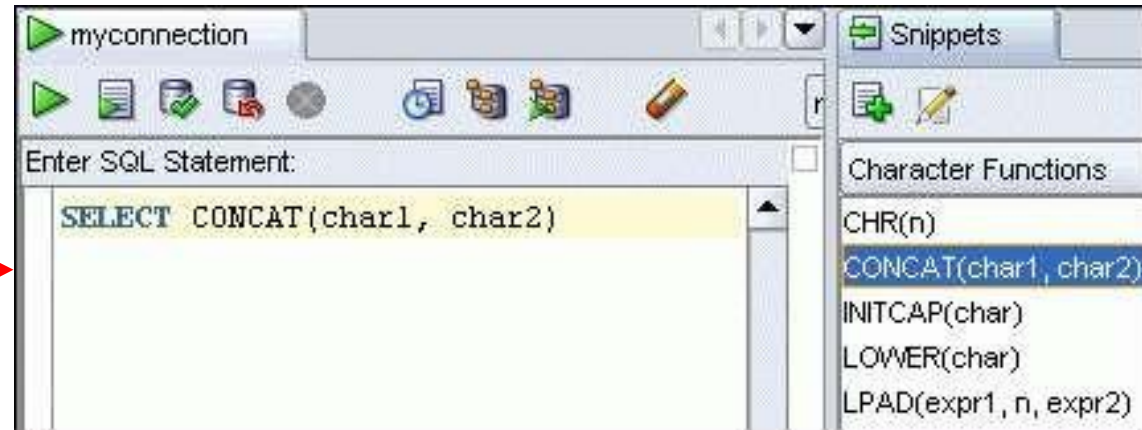 myconnection
Snippets
Enter SQL Statement:
Character Functions
SELECT CONCAT(char1, char2)
CHR(n)
CONCAT(char1, char2)
INITCAP(char)
LOWER(char)
LPAD(expr1, n, expr2)